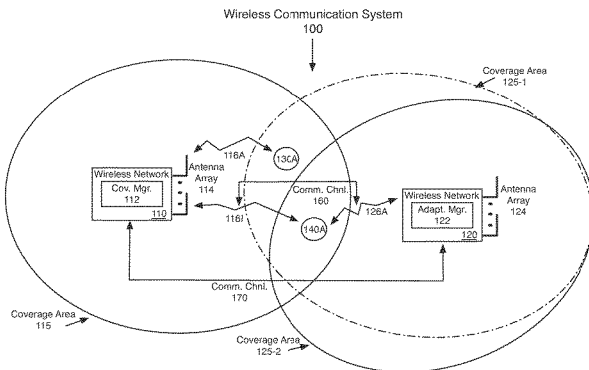 Wireless Communication System
100
Coverage Area
125-1
116A
130A
Antenna
Array
114
Wireless Network
Cov. Mgr.
112
110
Comm. Chnl.
160
Wireless Network
Adapt. Mgr.
122
120
Antenna
Array
124
116I
140A
126A
Comm. Chnl.
170
Coverage Area
115
Coverage Area
125-2